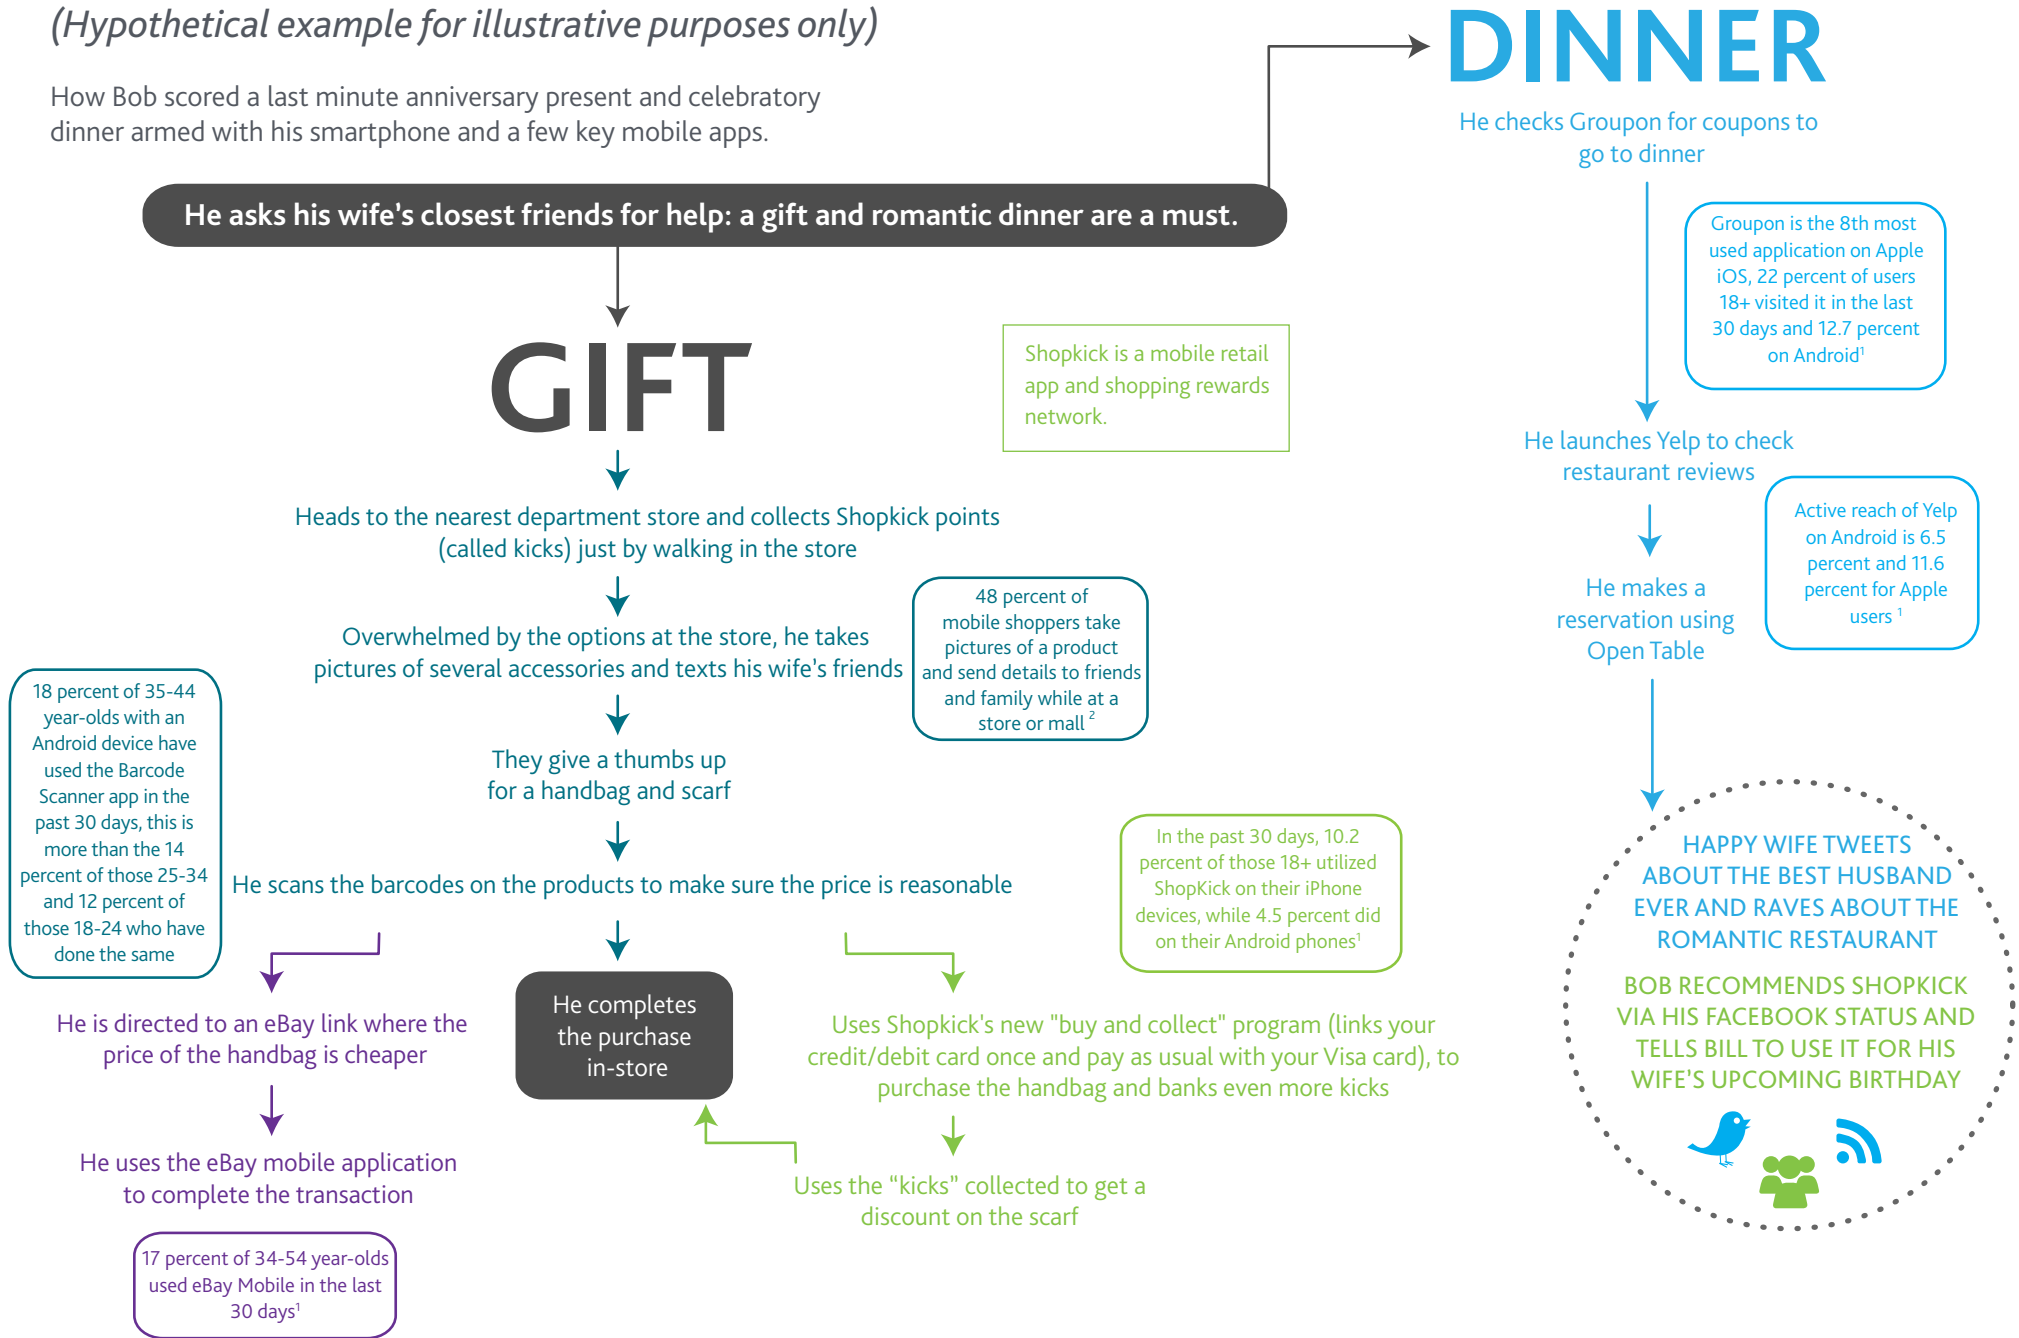 (Hypothetical example for illustrative purposes only)
How Bob scored a last minute anniversary present and celebratory
dinner armed with his smartphone and a few key mobile apps.
He asks his wife's closest friends for help: a gift and romantic dinner are a must.
GIFT
Shopkick is a mobile retail
app and shopping rewards
network.
Heads to the nearest department store and collects Shopkick points
(called kicks) just by walking in the store
Overwhelmed by the options at the store, he takes
pictures of several accessories and texts his wife's friends
48 percent of
mobile shoppers take
pictures of a product
and send details to friends
and family while at a
store or mall 2
They give a thumbs up
for a handbag and scarf
18 percent of 35-44
year-olds with an
Android device have
used the Barcode
Scanner app in the
past 30 days, this is
more than the 14
percent of those 25-34
and 12 percent of
those 18-24 who have
done the same
He scans the barcodes on the products to make sure the price is reasonable
In the past 30 days, 10.2
percent of those 18+ utilized
ShopKick on their iPhone
devices, while 4.5 percent did
on their Android phones1
He is directed to an eBay link where the
price of the handbag is cheaper
He uses the eBay mobile application
to complete the transaction
17 percent of 34-54 year-olds
used eBay Mobile in the last
30 days1
He completes
the purchase
in-store
Uses Shopkick's new "buy and collect" program (links your
credit/debit card once and pay as usual with your Visa card), to
purchase the handbag and banks even more kicks
Uses the “kicks” collected to get a
discount on the scarf
DINNER
He checks Groupon for coupons to
go to dinner
Groupon is the 8th most
used application on Apple
iOS, 22 percent of users
18+ visited it in the last
30 days and 12.7 percent
on Android1
He launches Yelp to check
restaurant reviews
Active reach of Yelp
on Android is 6.5
percent and 11.6
percent for Apple
users 1
He makes a
reservation using
Open Table
HAPPY WIFE TWEETS
ABOUT THE BEST HUSBAND
EVER AND RAVES ABOUT THE
ROMANTIC RESTAURANT
BOB RECOMMENDS SHOPKICK
VIA HIS FACEBOOK STATUS AND
TELLS BILL TO USE IT FOR HIS
WIFE'S UPCOMING BIRTHDAY